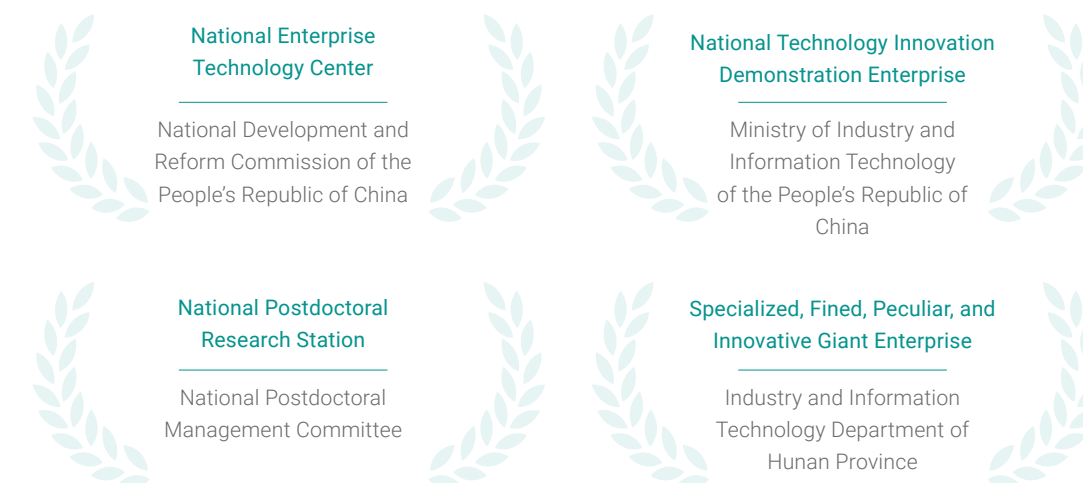 National Enterprise
Technology Center
National Development and
Reform Commission of the
People's Republic of China
National Technology Innovation
Demonstration Enterprise
Ministry of Industry and
Information Technology
of the People's Republic of
China
National Postdoctoral
Research Station
National Postdoctoral
Management Committee
Specialized, Fined, Peculiar, and
Innovative Giant Enterprise
Industry and Information
Technology Department of
Hunan Province